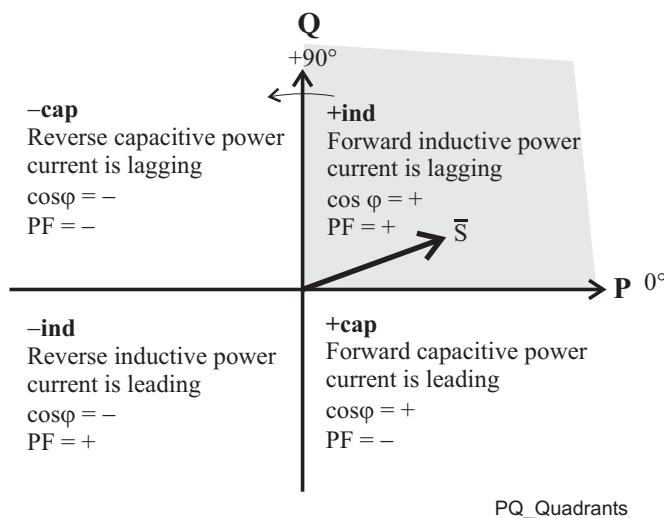 Q
+90°
–cap
Reverse capacitive power
current is lagging
cosφ = –
PF = –
+ind
Forward inductive power
current is lagging
cos φ = +
PF = +
S̅
P 0°
–ind
Reverse inductive power
current is leading
cosφ = –
PF = +
+cap
Forward capacitive power
current is leading
cosφ = +
PF = –
PQ_Quadrants